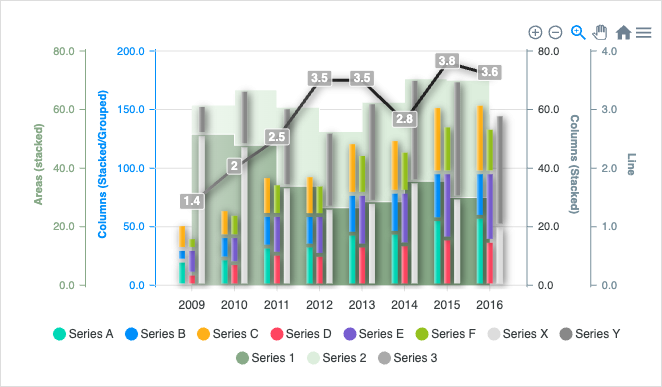 80.0 200.0 80.0 4.0
60.0 150.0 60.0 3.0
40.0 100.0 40.0 2.0
20.0 50.0 20.0 1.0
0.0 0.0 0.0 0.0
Areas (stacked)
Columns (Stacked/Grouped)
Columns (Stacked)
Line
1.4 2 2.5 3.5 3.5 2.8 3.8 3.6
2009 2010 2011 2012 2013 2014 2015 2016
Series A Series B Series C Series D Series E Series F Series X Series Y
Series 1 Series 2 Series 3